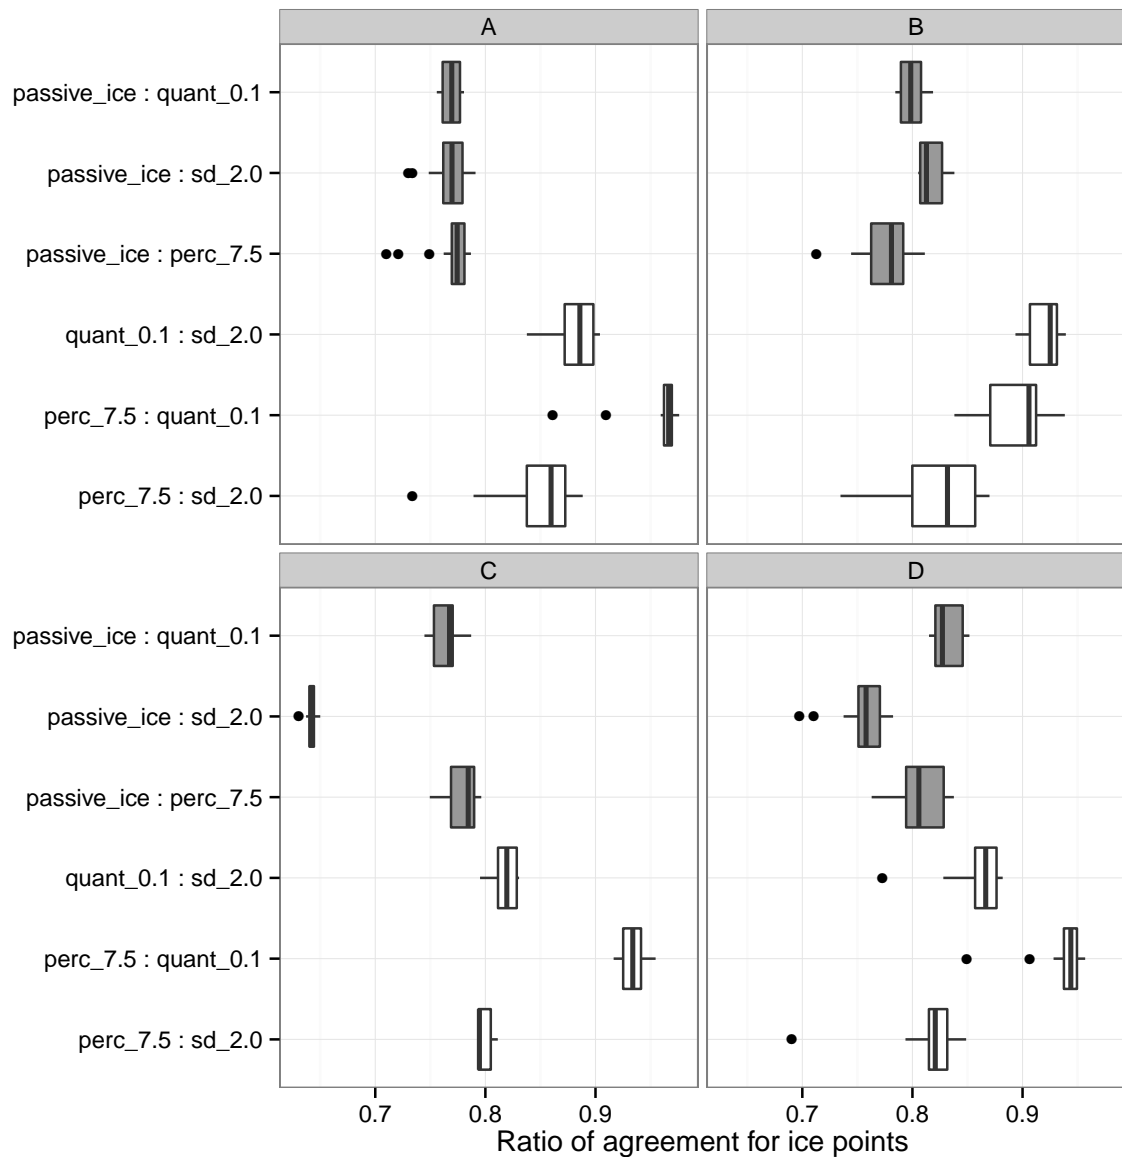 A
B
passive_ice : quant_0.1
passive_ice : sd_2.0
passive_ice : perc_7.5
quant_0.1 : sd_2.0
perc_7.5 : quant_0.1
perc_7.5 : sd_2.0
C
D
passive_ice : quant_0.1
passive_ice : sd_2.0
passive_ice : perc_7.5
quant_0.1 : sd_2.0
perc_7.5 : quant_0.1
perc_7.5 : sd_2.0
0.7 0.8 0.9
0.7 0.8 0.9
Ratio of agreement for ice points